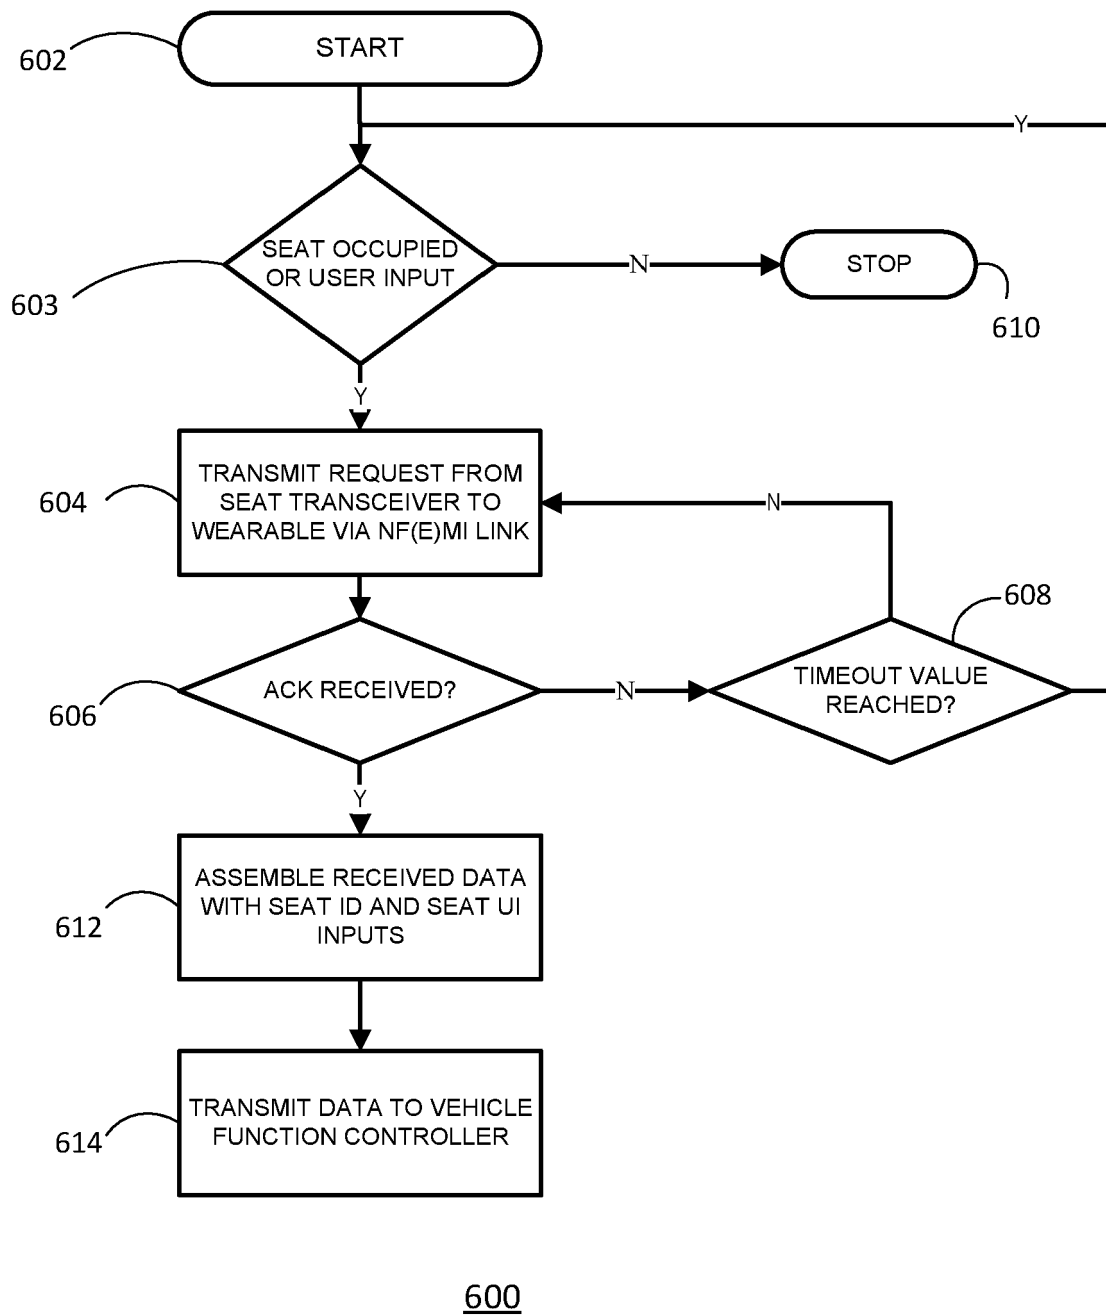 START
602
Y
SEAT OCCUPIED
OR USER INPUT
N
STOP
603
610
Y
TRANSMIT REQUEST FROM
SEAT TRANSCEIVER TO
WEARABLE VIA NF(E)MI LINK
604
N
608
ACK RECEIVED?
N
TIMEOUT VALUE
REACHED?
606
Y
ASSEMBLE RECEIVED DATA
WITH SEAT ID AND SEAT UI
INPUTS
612
TRANSMIT DATA TO VEHICLE
FUNCTION CONTROLLER
614
600